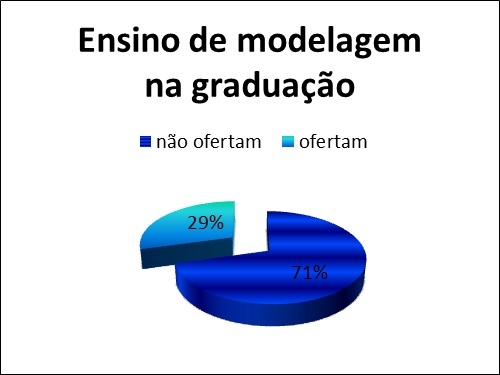 Ensino de modelagem
na graduação
não ofertam ofertam
29%
71%